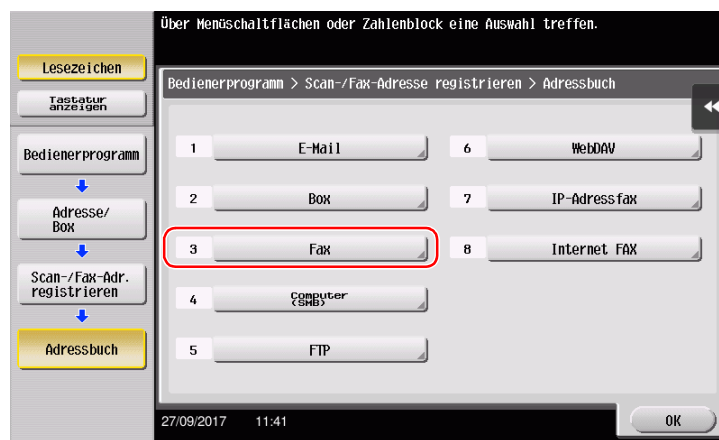 Über Menüschaltflächen oder Zahlenblock eine Auswahl treffen.
Lesezeichen
Tastatur
anzeigen
Bedienerprogramm
Adresse/
Box
Scan-/Fax-Adr.
registrieren
Adressbuch
Bedienerprogramm > Scan-/Fax-Adresse registrieren > Adressbuch
1 E-Mail
2 Box
3 Fax
4 Computer
(SMB)
5 FTP
6 WebDAV
7 IP-Adressfax
8 Internet FAX
27/09/2017 11:41
OK